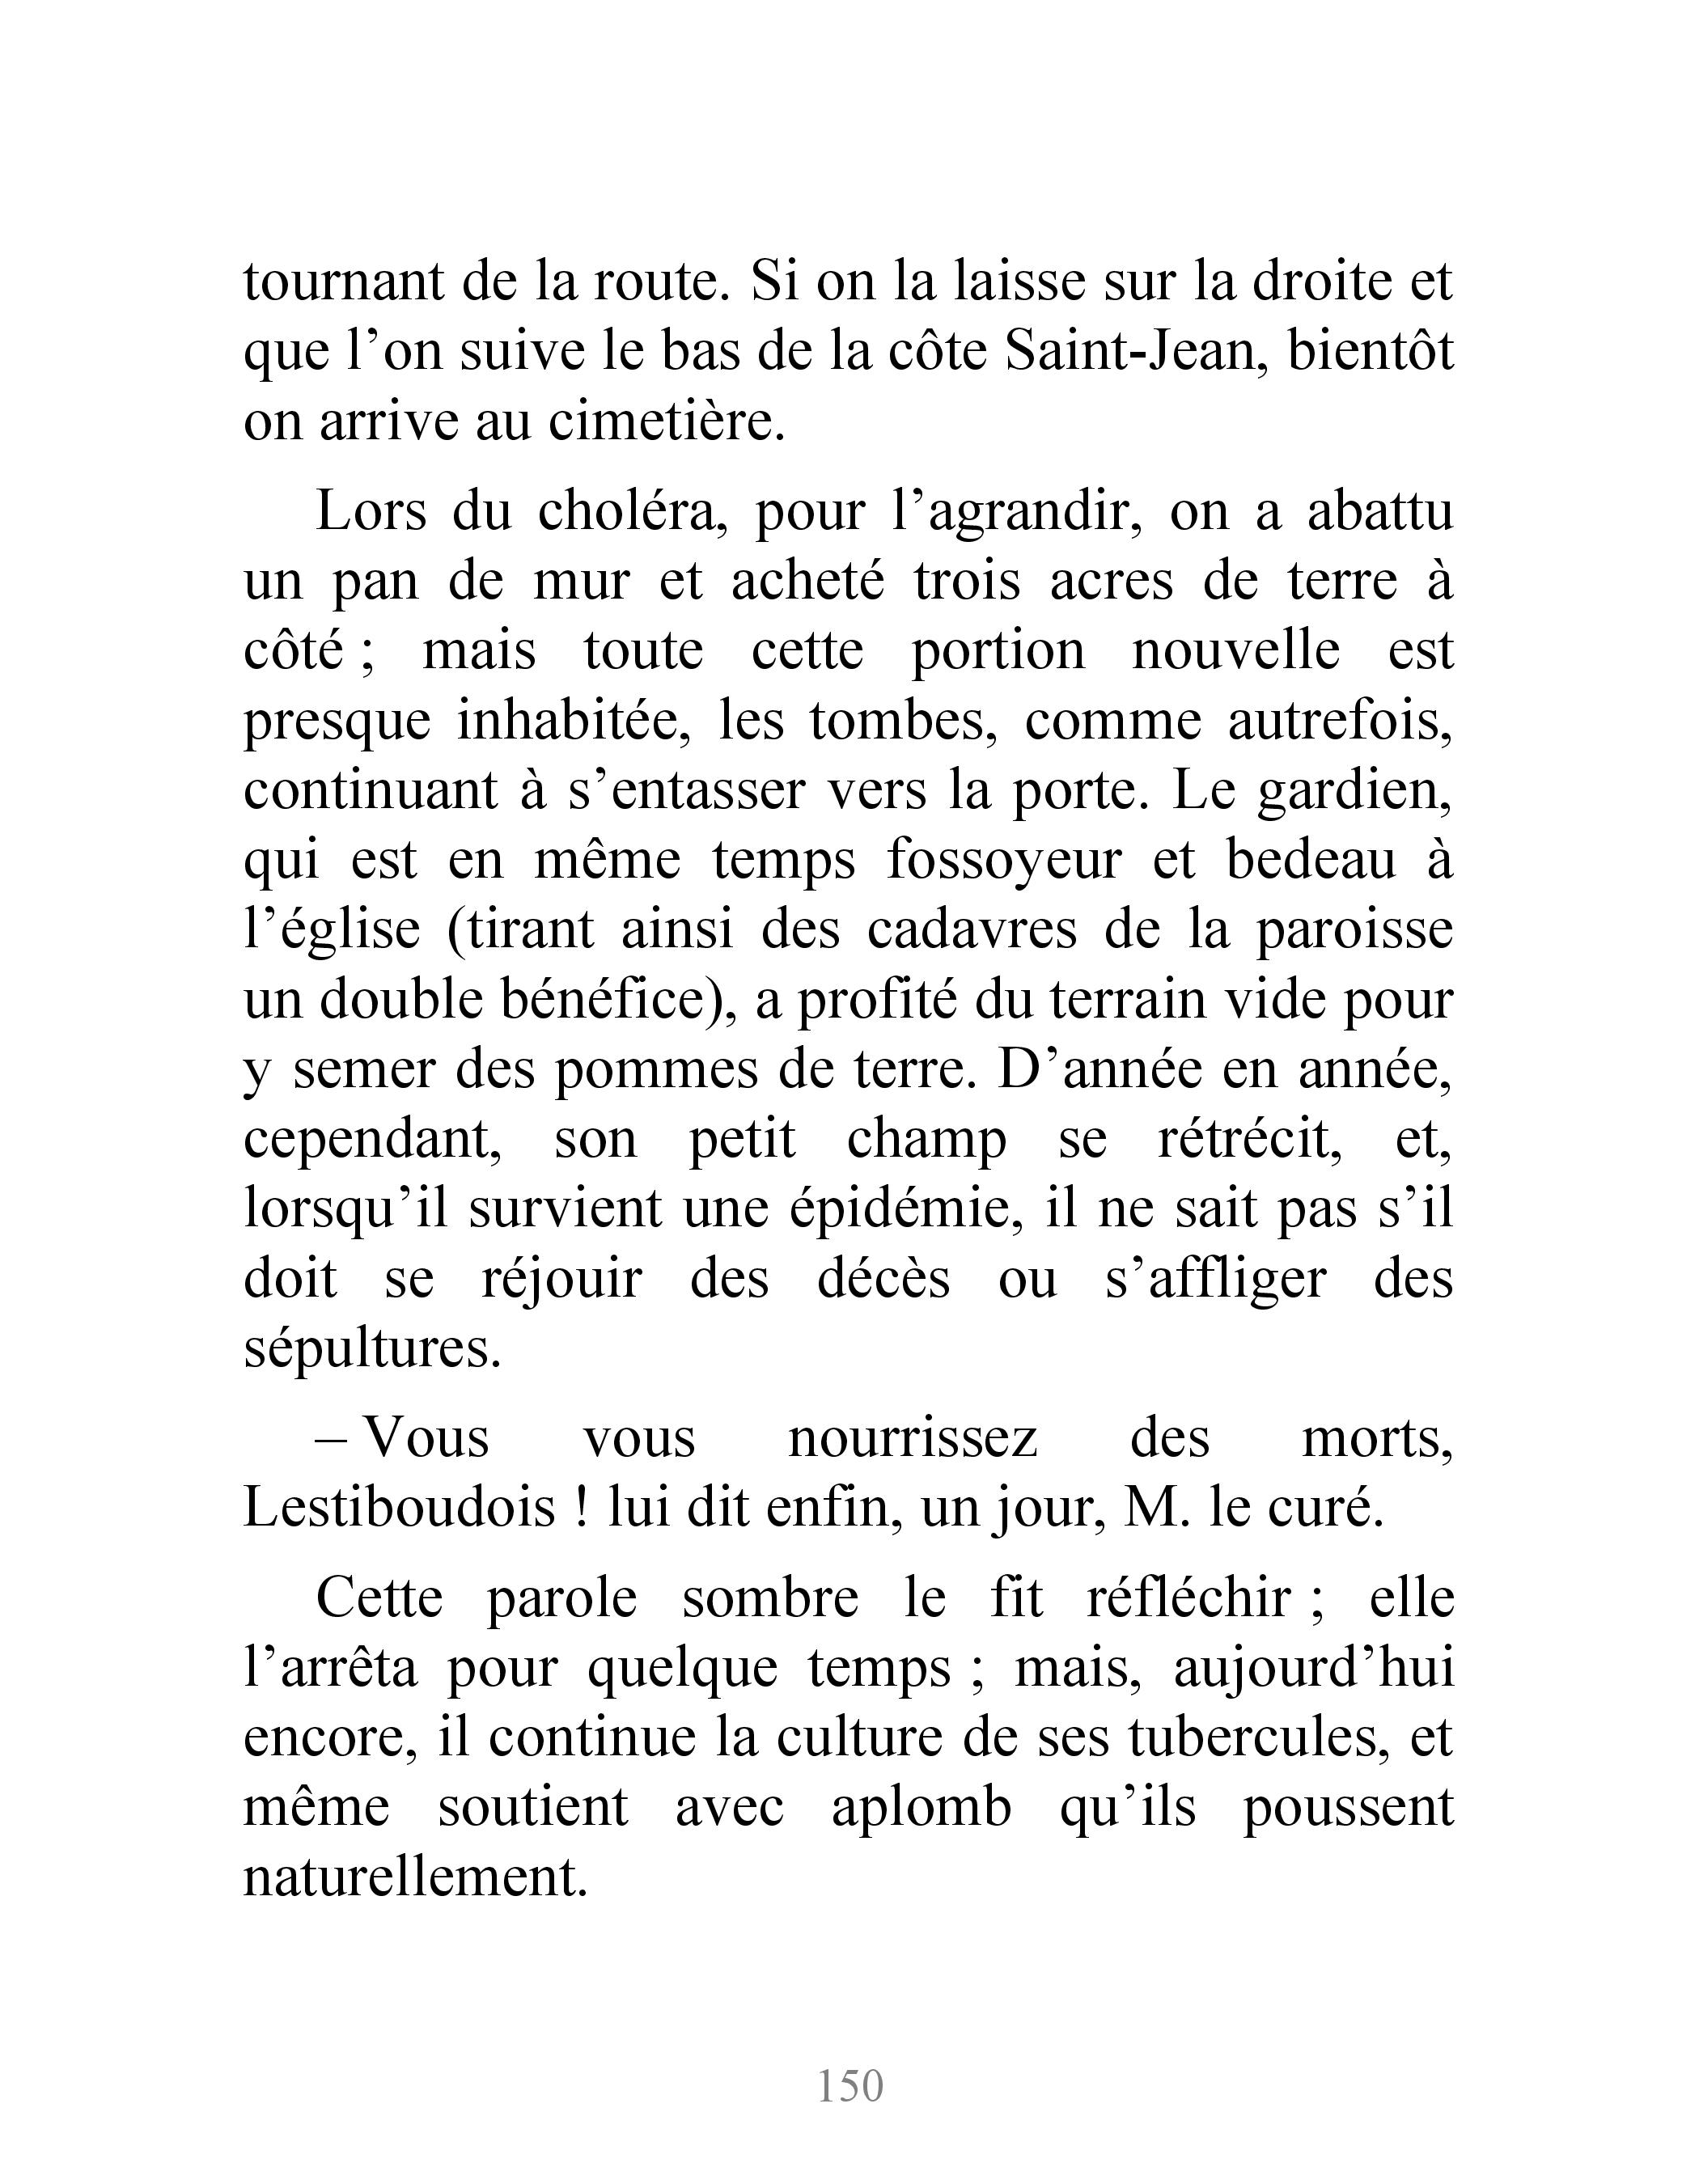 tournant de la route. Si on la laisse sur la droite et
que l’on suive le bas de la côte Saint-Jean, bientôt
on arrive au cimetière.
Lors du choléra, pour l’agrandir, on a abattu
un pan de mur et acheté trois acres de terre à
côté ; mais toute cette portion nouvelle est
presque inhabitée, les tombes, comme autrefois,
continuant à s’entasser vers la porte. Le gardien,
qui est en même temps fossoyeur et bedeau à
l’église (tirant ainsi des cadavres de la paroisse
un double bénéfice), a profité du terrain vide pour
y semer des pommes de terre. D’année en année,
cependant, son petit champ se rétrécit, et,
lorsqu’il survient une épidémie, il ne sait pas s’il
doit se réjouir des décès ou s’affliger des
sépultures.
– Vous vous nourrissez des morts,
Lestiboudois ! lui dit enfin, un jour, M. le curé.
Cette parole sombre le fit réfléchir ; elle
l’arrêta pour quelque temps ; mais, aujourd’hui
encore, il continue la culture de ses tubercules, et
même soutient avec aplomb qu’ils poussent
naturellement.
150